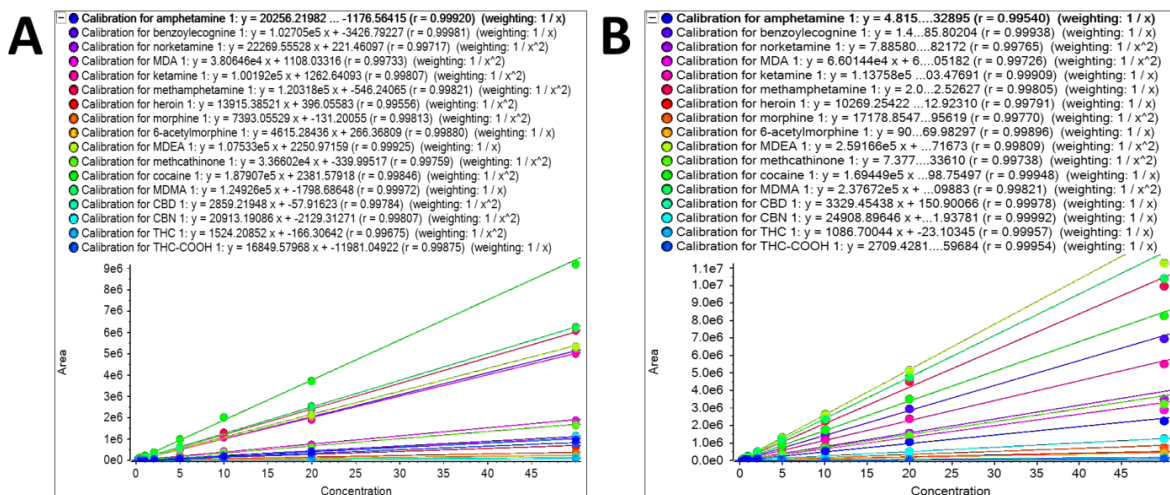 A
Calibration for amphetamine 1: y = 20256.21982 ... -1176.56415 (r = 0.99920) (weighting: 1 / x)
Calibration for benzoylecognine 1: y = 1.02705e5 x + -3426.79227 (r = 0.99981) (weighting: 1 / x)
Calibration for norketamine 1: y = 22269.55528 x + 221.46097 (r = 0.99717) (weighting: 1 / x^2)
Calibration for MDA 1: y = 3.80646e4 x + 1108.03316 (r = 0.99733) (weighting: 1 / x^2)
Calibration for ketamine 1: y = 1.00192e5 x + 1262.64093 (r = 0.99807) (weighting: 1 / x^2)
Calibration for methamphetamine 1: y = 1.20318e5 x + -546.24065 (r = 0.99821) (weighting: 1 / x^2)
Calibration for heroin 1: y = 13915.38521 x + 396.05583 (r = 0.99556) (weighting: 1 / x^2)
Calibration for morphine 1: y = 7393.05529 x + -131.20055 (r = 0.99813) (weighting: 1 / x^2)
Calibration for 6-acetylmorphine 1: y = 4615.28436 x + 266.36809 (r = 0.99880) (weighting: 1 / x)
Calibration for MDEA 1: y = 1.07533e5 x + 2250.97159 (r = 0.99925) (weighting: 1 / x)
Calibration for methcathinone 1: y = 3.36602e4 x + -339.99517 (r = 0.99759) (weighting: 1 / x^2)
Calibration for cocaine 1: y = 1.87907e5 x + 2381.57918 (r = 0.99846) (weighting: 1 / x^2)
Calibration for MDMA 1: y = 1.24926e5 x + -1798.68648 (r = 0.99972) (weighting: 1 / x)
Calibration for CBD 1: y = 2859.21948 x + -57.91623 (r = 0.99784) (weighting: 1 / x^2)
Calibration for CBN 1: y = 20913.19086 x + -2129.31271 (r = 0.99807) (weighting: 1 / x)
Calibration for THC 1: y = 1524.20852 x + -166.30642 (r = 0.99675) (weighting: 1 / x^2)
Calibration for THC-COOH 1: y = 16849.57968 x + -11981.04922 (r = 0.99875) (weighting: 1 / x)
9e6
8e6
7e6
6e6
5e6
4e6
3e6
2e6
1e6
0e0
Area
0 5 10 15 20 25 30 35 40 45
Concentration
B
Calibration for amphetamine 1: y = 4.815....32895 (r = 0.99540) (weighting: 1 / x)
Calibration for benzoylecognine 1: y = 1.4...85.80204 (r = 0.99938) (weighting: 1 / x)
Calibration for norketamine 1: y = 7.88580...82172 (r = 0.99765) (weighting: 1 / x^2)
Calibration for MDA 1: y = 6.60144e4 x + 6....05182 (r = 0.99726) (weighting: 1 / x^2)
Calibration for ketamine 1: y = 1.13758e5 ...03.47691 (r = 0.99909) (weighting: 1 / x)
Calibration for methamphetamine 1: y = 2.0...2.52627 (r = 0.99805) (weighting: 1 / x)
Calibration for heroin 1: y = 10269.25422 ...12.92310 (r = 0.99791) (weighting: 1 / x^2)
Calibration for morphine 1: y = 17178.8547...95619 (r = 0.99770) (weighting: 1 / x^2)
Calibration for 6-acetylmorphine 1: y = 90...69.98297 (r = 0.99896) (weighting: 1 / x)
Calibration for MDEA 1: y = 2.59166e5 x +...71673 (r = 0.99809) (weighting: 1 / x^2)
Calibration for methcathinone 1: y = 7.377....33610 (r = 0.99738) (weighting: 1 / x^2)
Calibration for cocaine 1: y = 1.69449e5 x...98.75497 (r = 0.99948) (weighting: 1 / x)
Calibration for MDMA 1: y = 2.37672e5 x +...09883 (r = 0.99821) (weighting: 1 / x^2)
Calibration for CBD 1: y = 3329.45438 x + 150.90066 (r = 0.99978) (weighting: 1 / x)
Calibration for CBN 1: y = 24908.89646 x +...1.93781 (r = 0.99992) (weighting: 1 / x)
Calibration for THC 1: y = 1086.70044 x + -23.10345 (r = 0.99957) (weighting: 1 / x)
Calibration for THC-COOH 1: y = 2709.4281....59684 (r = 0.99954) (weighting: 1 / x)
1.1e7
1.0e7
9.0e6
8.0e6
7.0e6
6.0e6
5.0e6
4.0e6
3.0e6
2.0e6
1.0e6
0.0e0
Area
0 5 10 15 20 25 30 35 40 45
Concentration